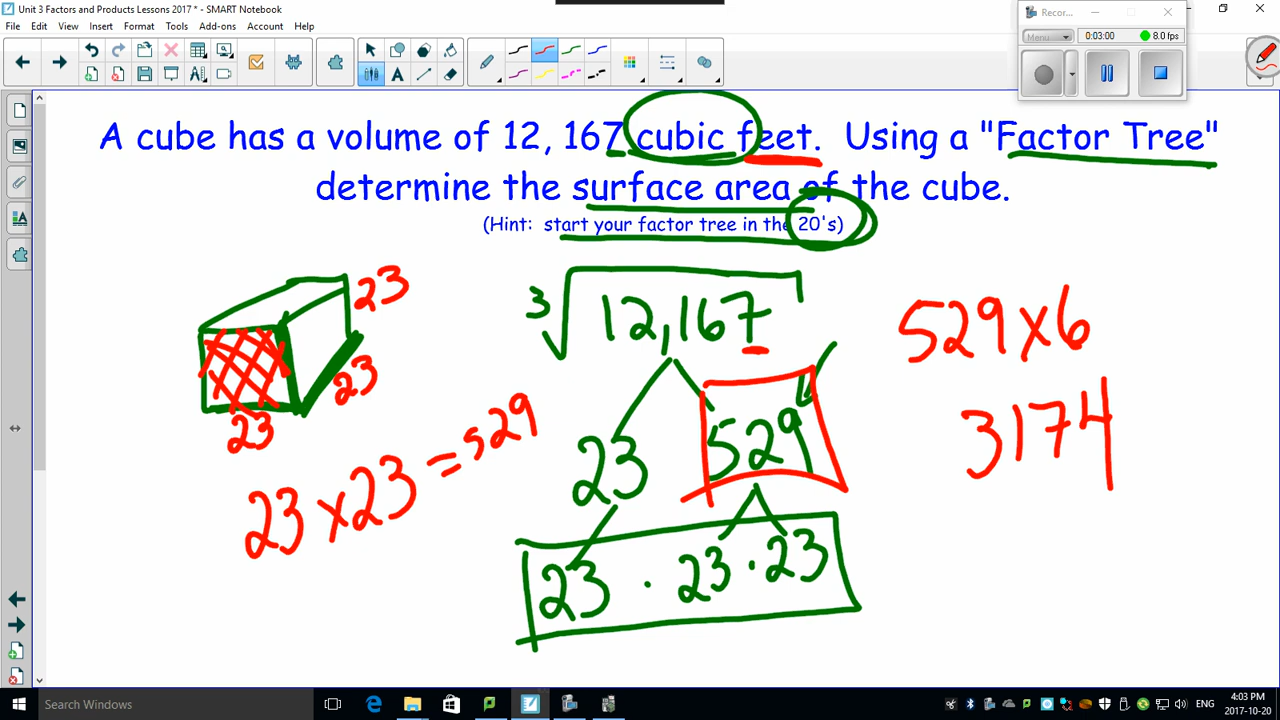 Unit 3 Factors and Products Lessons 2017 * - SMART Notebook
File Edit View Insert Format Tools Add-ons Account Help
Recor...
Menu
0:03:00
8.0 fps
A cube has a volume of 12, 167 cubic feet. Using a "Factor Tree"
determine the surface area of the cube.
(Hint: start your factor tree in the 20's)
23
23
23
23 x 23 = 529
3
12,167
23 529
23 · 23 · 23
529 x 6
3174
Search Windows
ENG
4:03 PM
2017-10-20